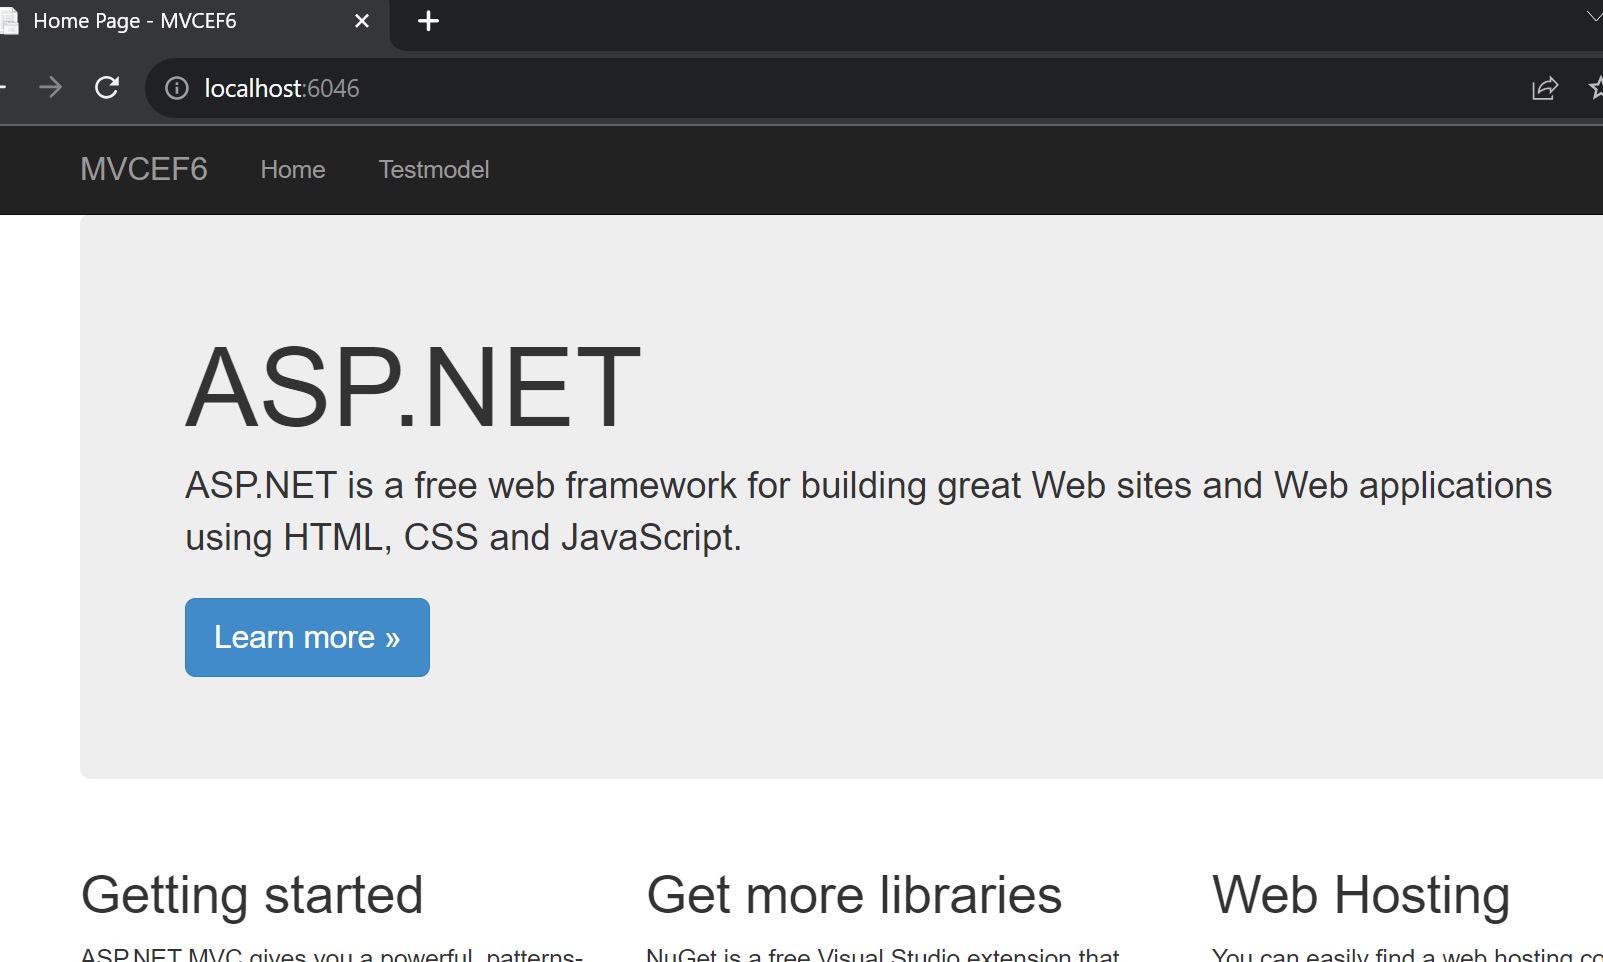 Home Page - MVCEF6
localhost:6046
MVCEF6 Home Testmodel
ASP.NET
ASP.NET is a free web framework for building great Web sites and Web applications
using HTML, CSS and JavaScript.
Learn more »
Getting started
ASP.NET MVC gives you a powerful, patterns-
Get more libraries
NuGet is a free Visual Studio extension that
Web Hosting
You can easily find a web hosting co